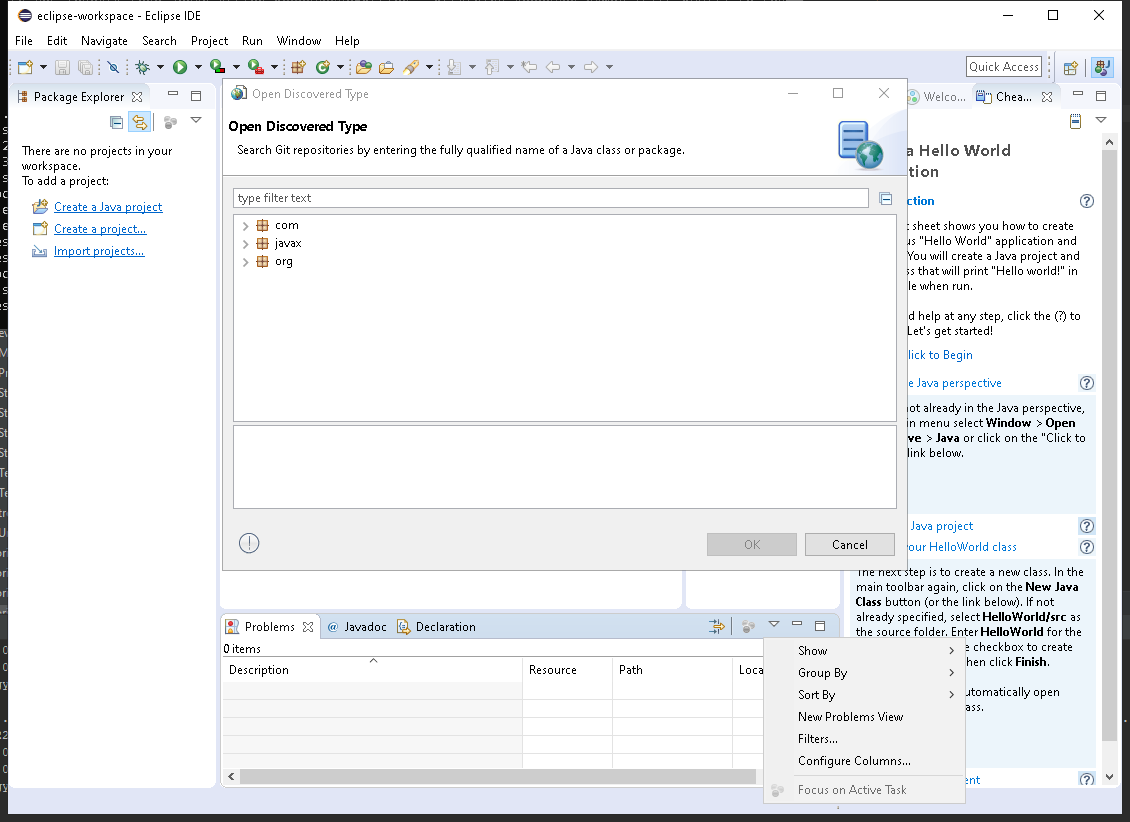 eclipse-workspace - Eclipse IDE
File Edit Navigate Search Project Run Window Help
Quick Access
Package Explorer
There are no projects in your
workspace.
To add a project:
Create a Java project
Create a project...
Import projects...
Open Discovered Type
Open Discovered Type
Search Git repositories by entering the fully qualified name of a Java class or package.
type filter text
com
javax
org
OK Cancel
Welco... Chea...
a Hello World
tion
ction
sheet shows you how to create
us "Hello World" application and
You will create a Java project and
ss that will print "Hello world!" in
le when run.
d help at any step, click the (?) to
Let's get started!
lick to Begin
e Java perspective
not already in the Java perspective,
in menu select Window > Open
ve > Java or click on the "Click to
link below.
Java project
your HelloWorld class
The next step is to create a new class. In the
main toolbar again, click on the New Java
Class button (or the link below). If not
already specified, select HelloWorld/src as
the source folder. Enter HelloWorld for the
e checkbox to create
hen click Finish.
utomatically open
ass.
ent
Problems @ Javadoc Declaration
0 items
Description Resource Path Loca
Show
Group By
Sort By
New Problems View
Filters...
Configure Columns...
Focus on Active Task